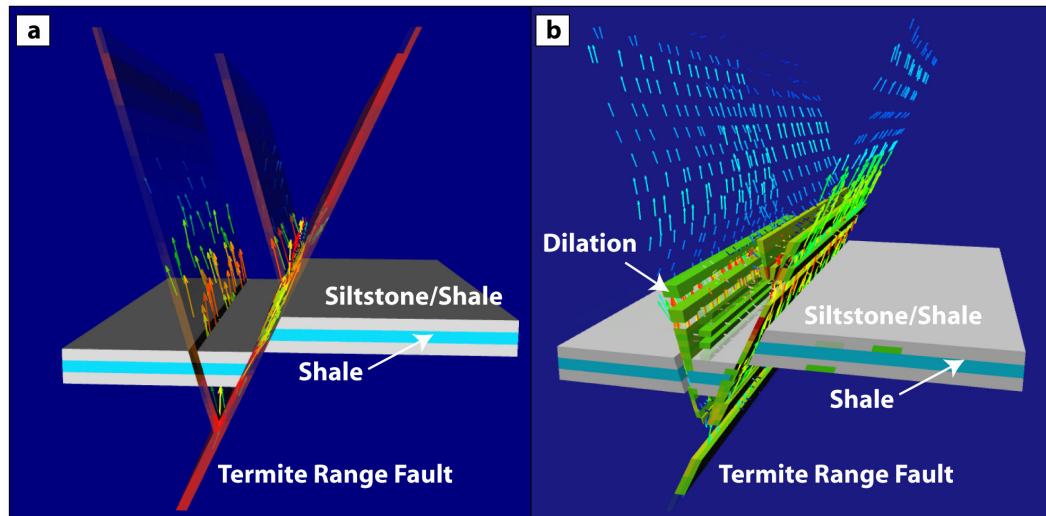 a
Siltstone/Shale
Shale
Termite Range Fault
b
Dilation
Siltstone/Shale
Shale
Termite Range Fault